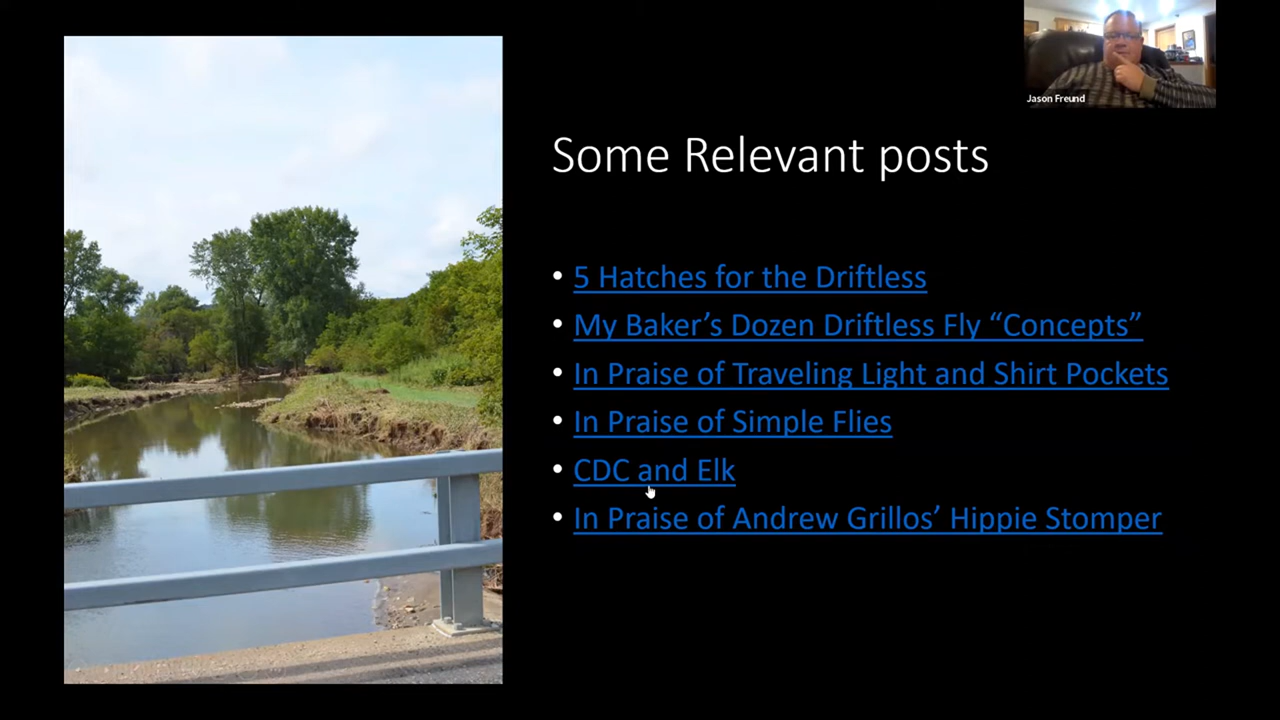 Jason Freund
Some Relevant posts
• 5 Hatches for the Driftless
• My Baker’s Dozen Driftless Fly “Concepts”
• In Praise of Traveling Light and Shirt Pockets
• In Praise of Simple Flies
• CDC and Elk
• In Praise of Andrew Grillos’ Hippie Stomper